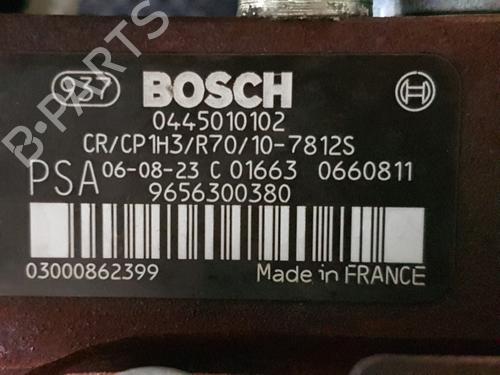 937 BOSCH
0445010102
CR/CP1H3/R70/10-7812S
PSA 06-08-23 C 01663 0660811
9656300380
03000862399 Made in FRANCE
B-PARTS